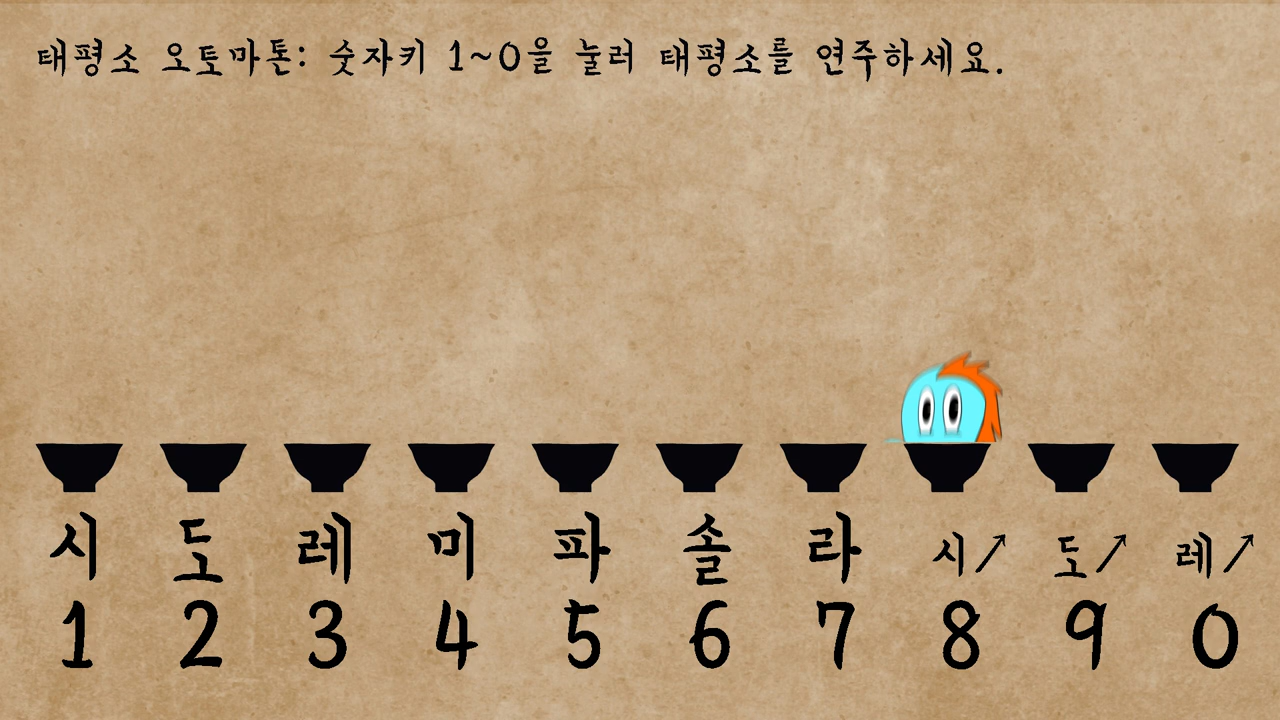 태평소 오토마톤: 숫자키 1~0을 눌러 태평소를 연주하세요.
시 도 레 미 파 솔 라 시↗ 도↗ 레↗
1 2 3 4 5 6 7 8 9 0